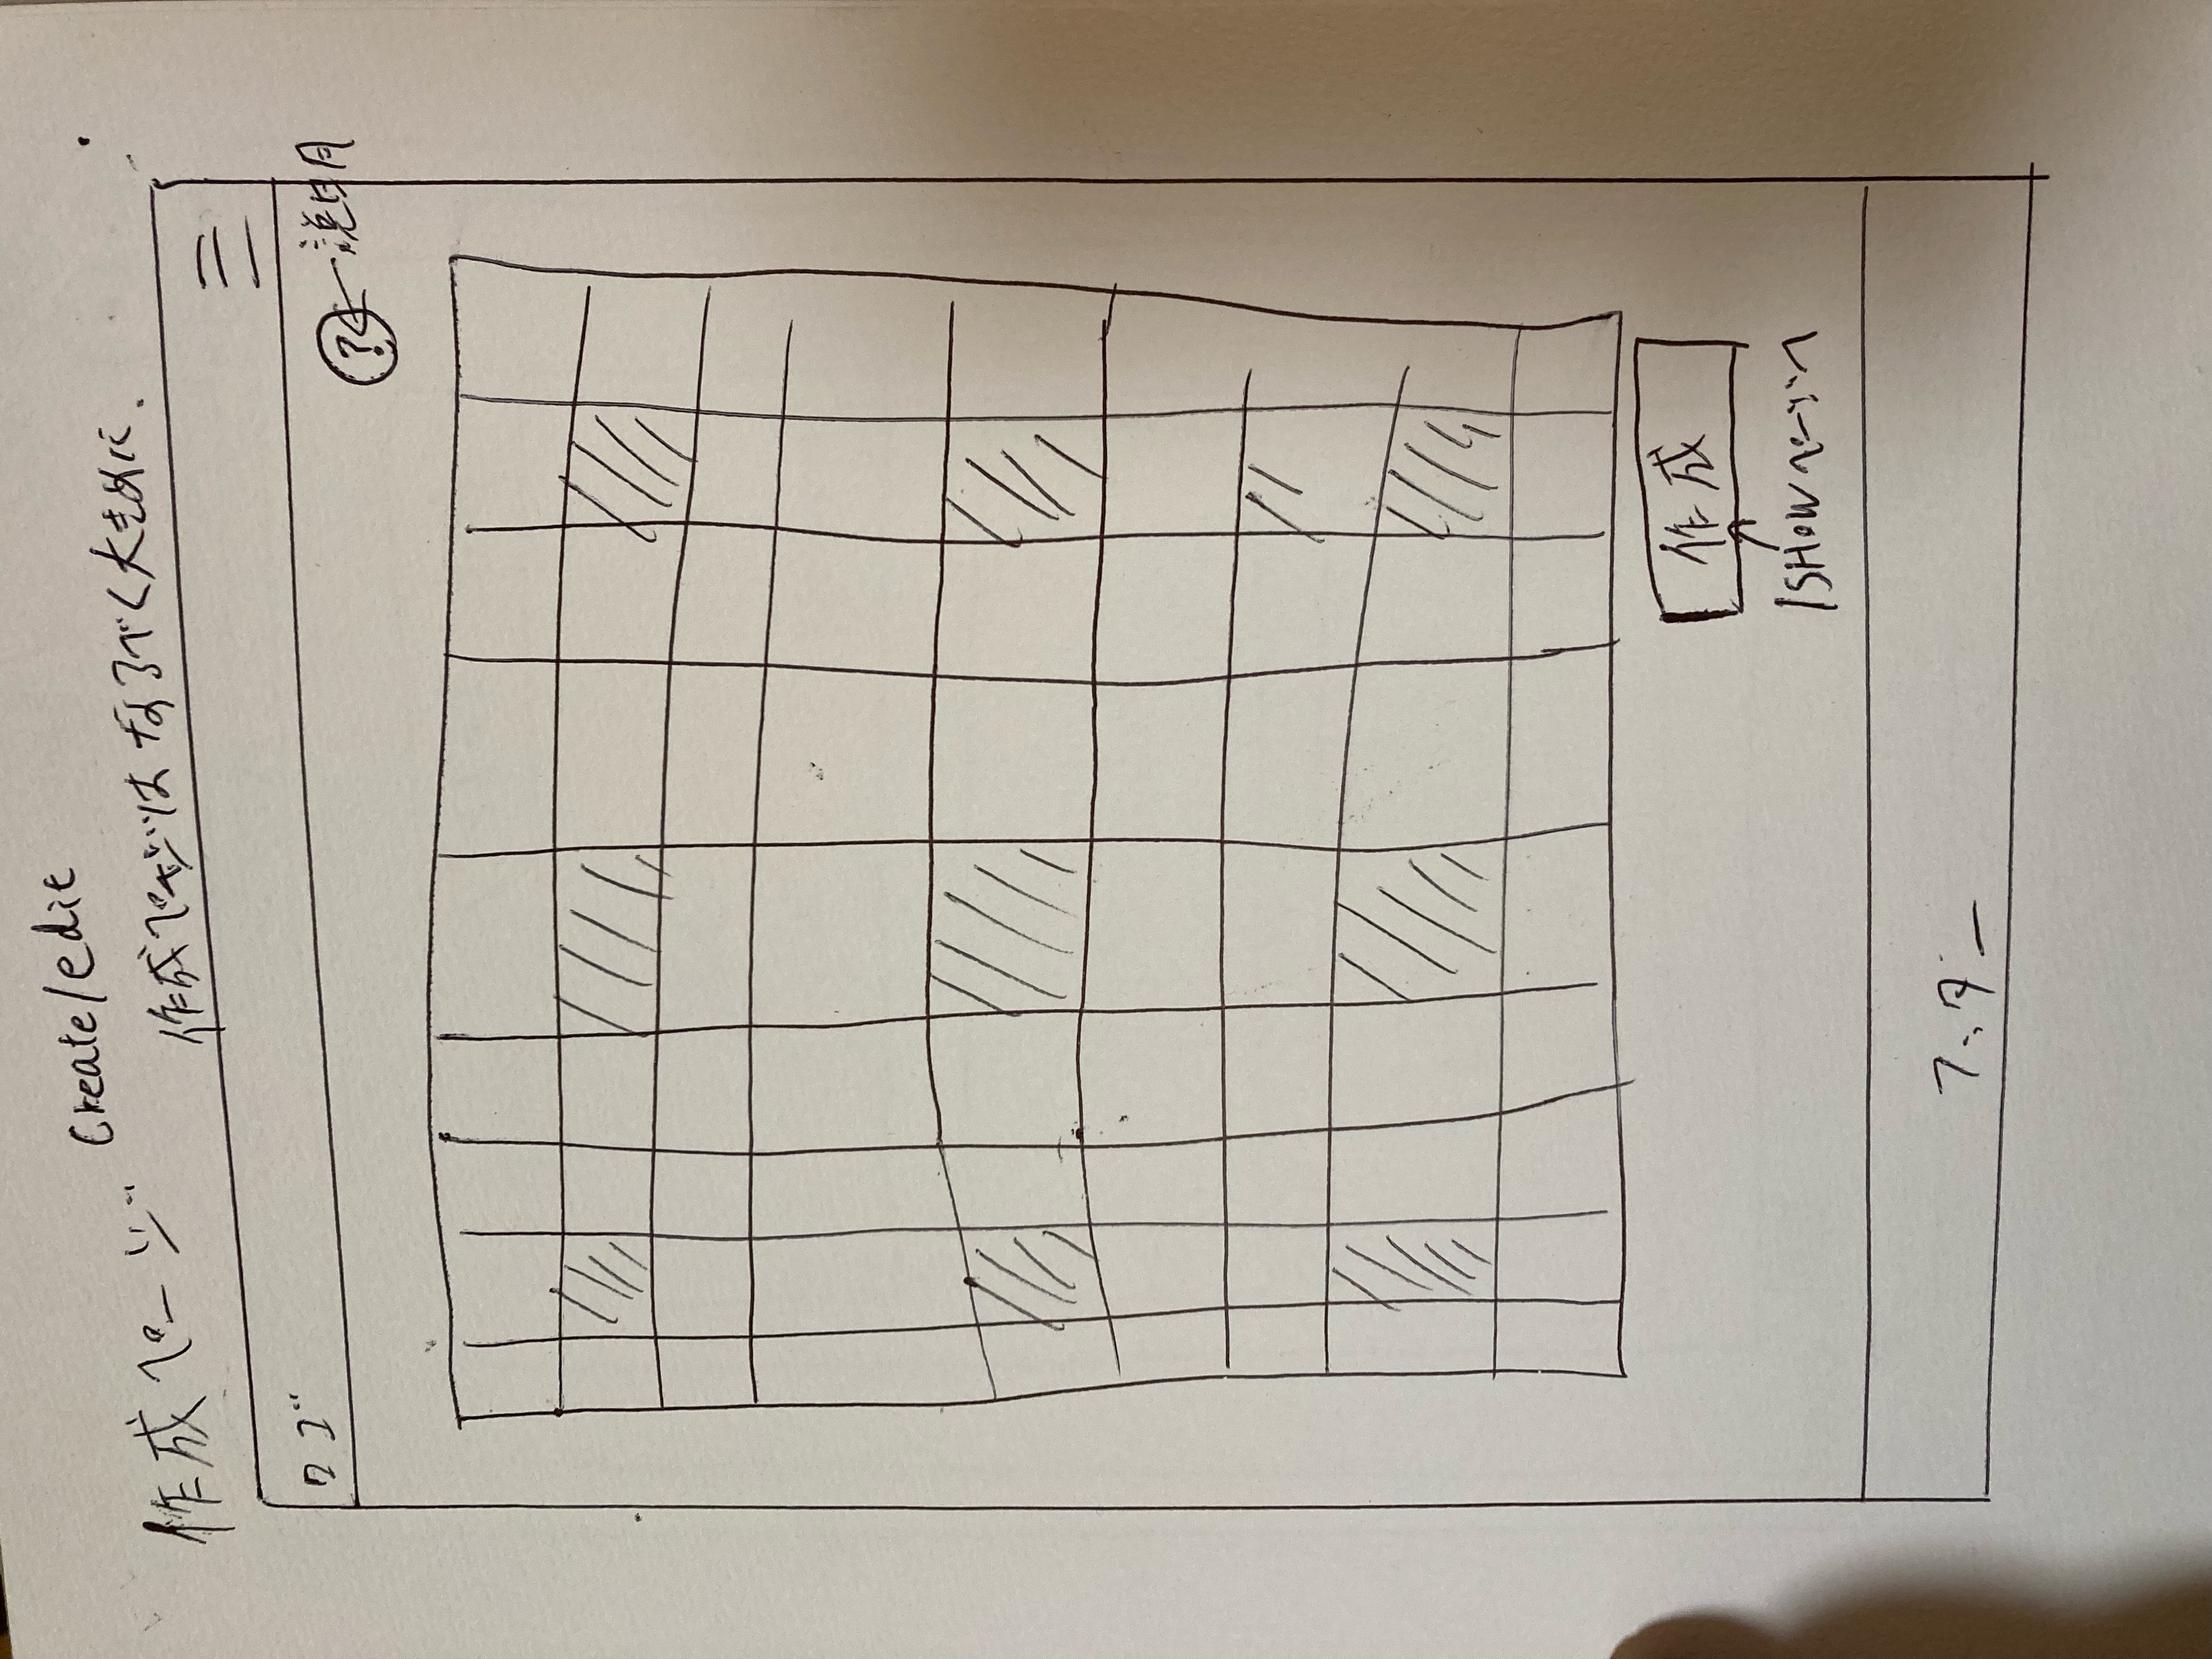 Create/edit
作成ページ
作成ページは なるべく大きめに.
ロゴ
? ← 説明
作成
/SHOWページへ
フッター